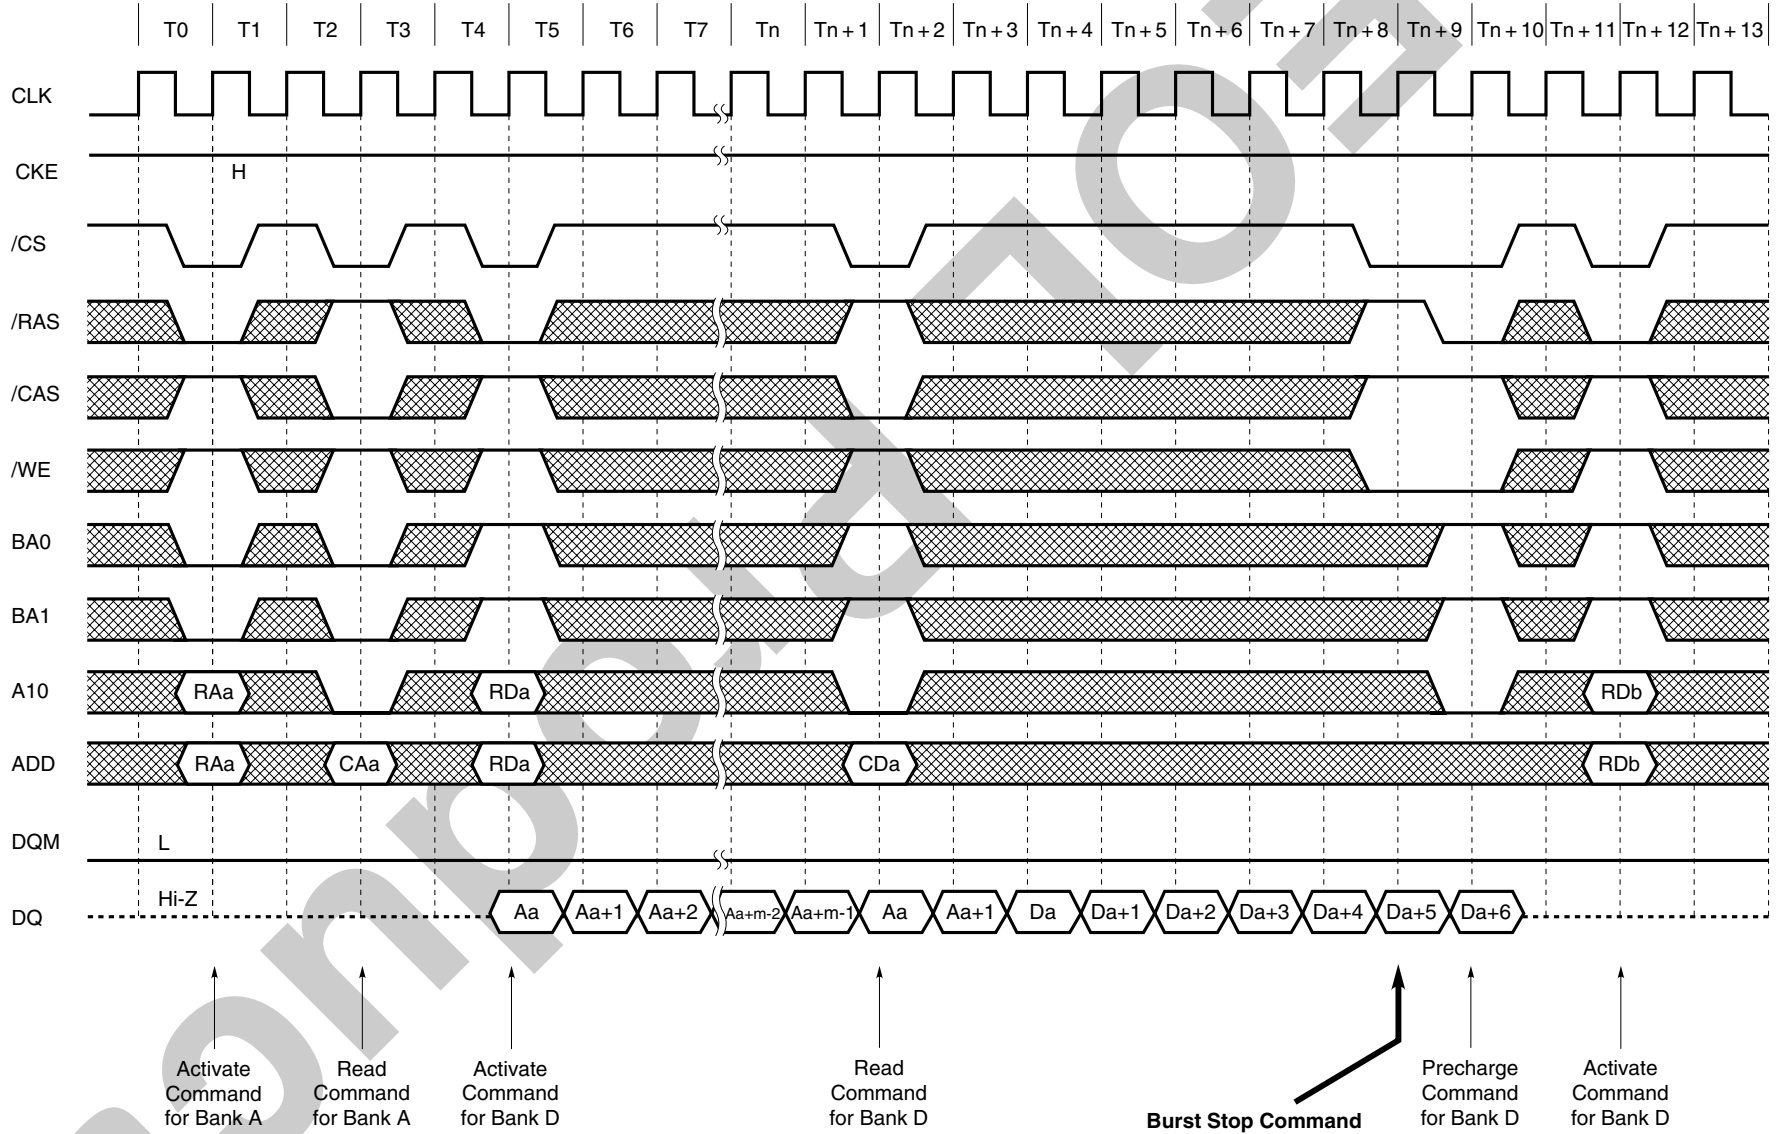 T0 T1 T2 T3 T4 T5 T6 T7 Tn Tn+1 Tn+2 Tn+3 Tn+4 Tn+5 Tn+6 Tn+7 Tn+8 Tn+9 Tn+10 Tn+11 Tn+12 Tn+13
CLK
CKE H
/CS
/RAS
/CAS
/WE
BA0
BA1
A10 RAa RDa RDb
ADD RAa CAa RDa CDa RDb
DQM L
Hi-Z
DQ Aa Aa+1 Aa+2 Aa+m-2 Aa+m-1 Aa Aa+1 Da Da+1 Da+2 Da+3 Da+4 Da+5 Da+6
Activate
Command
for Bank A
Read
Command
for Bank A
Activate
Command
for Bank D
Read
Command
for Bank D
Burst Stop Command
Precharge
Command
for Bank D
Activate
Command
for Bank D